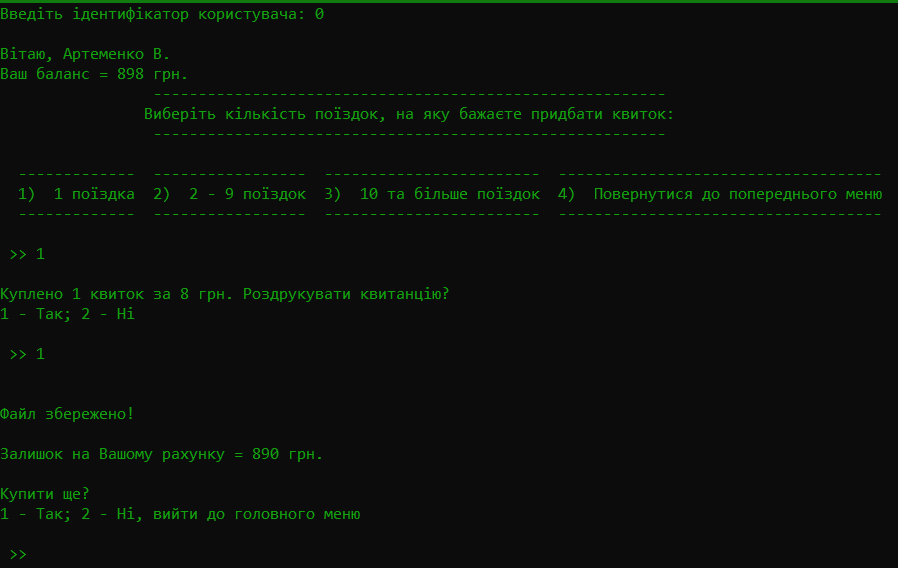 Введіть ідентифікатор користувача: 0
Вітаю, Артеменко В.
Ваш баланс = 898 грн.
---------------------------------------------------------
Виберіть кількість поїздок, на яку бажаєте придбати квиток:
---------------------------------------------------------
-------------  -----------------  ------------------------  ------------------------------------
1)  1 поїздка  2)  2 - 9 поїздок  3)  10 та більше поїздок  4)  Повернутися до попереднього меню
-------------  -----------------  ------------------------  ------------------------------------
>> 1
Куплено 1 квиток за 8 грн. Роздрукувати квитанцію?
1 - Так; 2 - Ні
>> 1
Файл збережено!
Залишок на Вашому рахунку = 890 грн.
Купити ще?
1 - Так; 2 - Ні, вийти до головного меню
>>